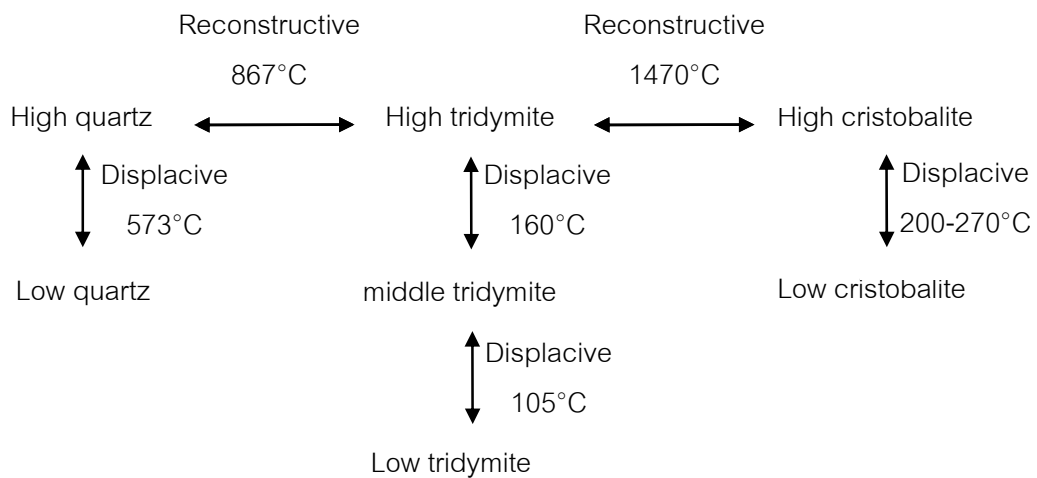 Reconstructive Reconstructive
867°C 1470°C
High quartz High tridymite High cristobalite
Displacive Displacive Displacive
573°C 160°C 200-270°C
Low quartz middle tridymite Low cristobalite
Displacive
105°C
Low tridymite